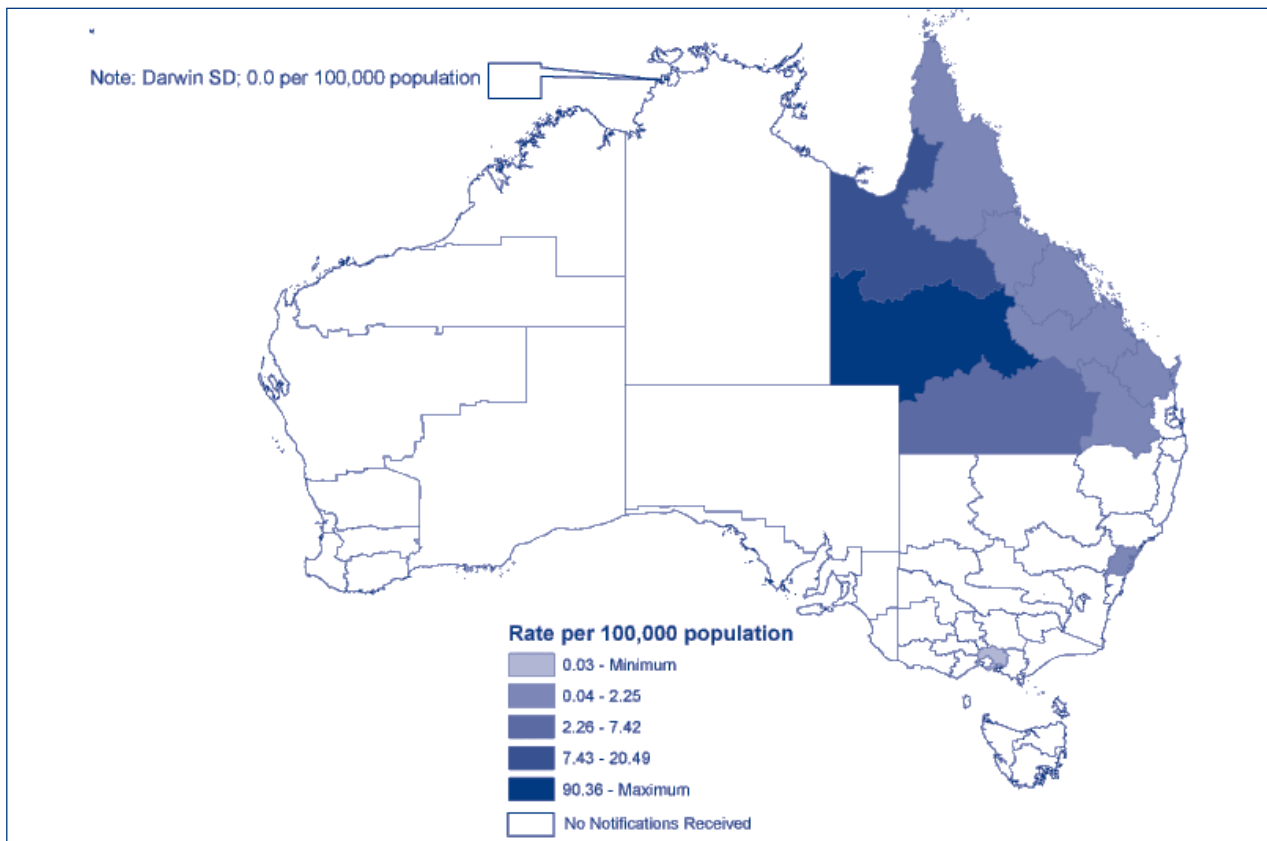 Note: Darwin SD; 0.0 per 100,000 population
Rate per 100,000 population
0.03 - Minimum
0.04 - 2.25
2.26 - 7.42
7.43 - 20.49
90.36 - Maximum
No Notifications Received